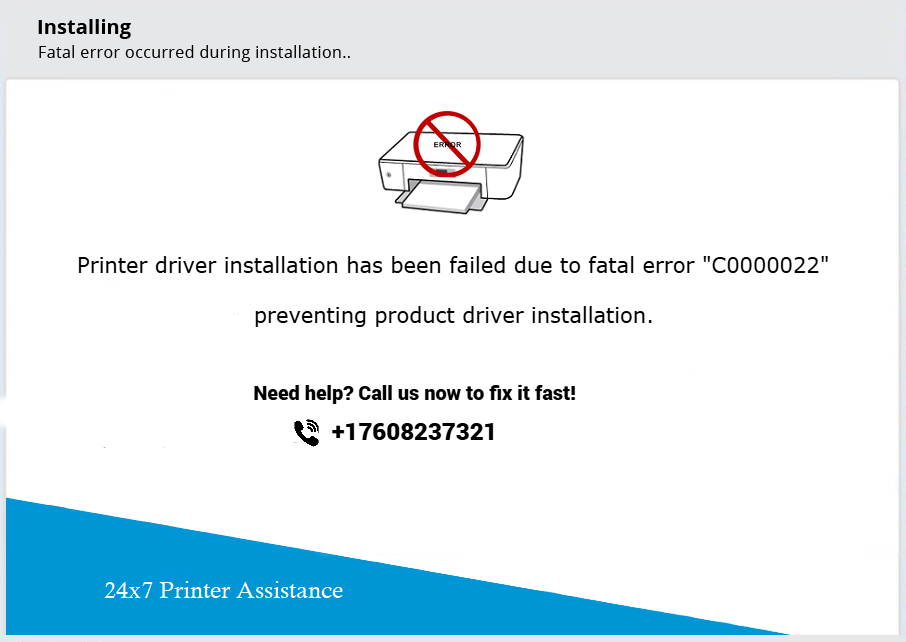 Installing
Fatal error occurred during installation..
ERROR
Printer driver installation has been failed due to fatal error "C0000022"
preventing product driver installation.
Need help? Call us now to fix it fast!
+17608237321
24x7 Printer Assistance